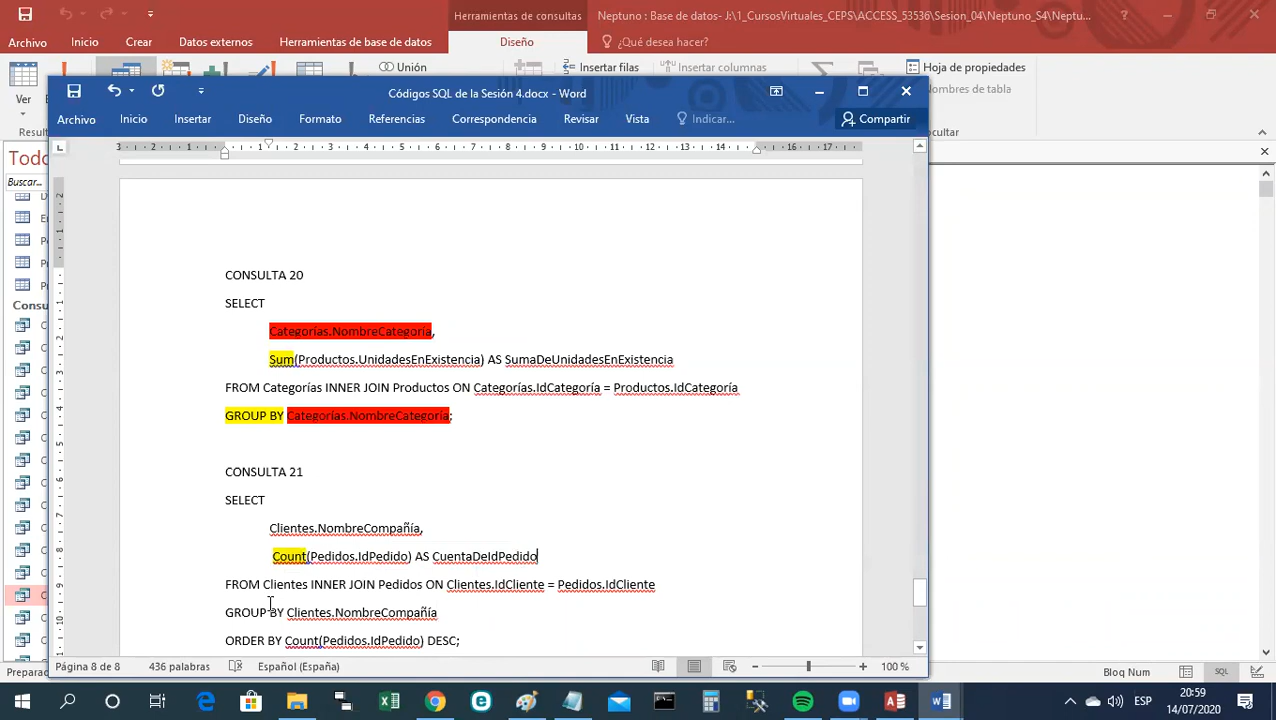 Herramientas de consultas
Neptuno : Base de datos- J:\1_CursosVirtuales_CEPS\ACCESS_53536\Sesion_04\Neptuno_S4\Neptu...
Archivo Inicio Crear Datos externos Herramientas de base de datos Diseño ¿Qué desea hacer?
Ver Unión Insertar filas Insertar columnas Hoja de propiedades
Códigos SQL de la Sesión 4.docx - Word
Archivo Inicio Insertar Diseño Formato Referencias Correspondencia Revisar Vista Indicar... Compartir
Todo
Buscar...
Consu
CONSULTA 20
SELECT
Categorías.NombreCategoría,
Sum(Productos.UnidadesEnExistencia) AS SumaDeUnidadesEnExistencia
FROM Categorías INNER JOIN Productos ON Categorías.IdCategoría = Productos.IdCategoría
GROUP BY Categorías.NombreCategoría;
CONSULTA 21
SELECT
Clientes.NombreCompañía,
Count(Pedidos.IdPedido) AS CuentaDeIdPedido
FROM Clientes INNER JOIN Pedidos ON Clientes.IdCliente = Pedidos.IdCliente
GROUP BY Clientes.NombreCompañía
ORDER BY Count(Pedidos.IdPedido) DESC;
Página 8 de 8 436 palabras Español (España) 100 %
Bloq Num SQL
ESP 20:59
14/07/2020